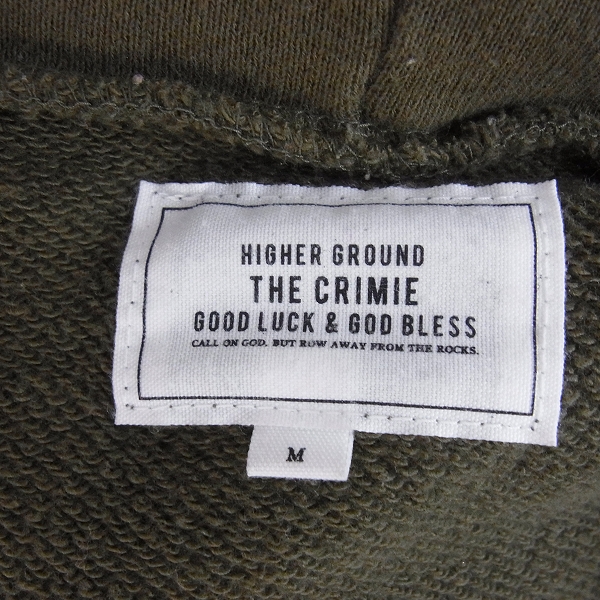 HIGHER GROUND
THE CRIMIE
GOOD LUCK & GOD BLESS
CALL ON GOD. BUT ROW AWAY FROM THE ROCKS.
M